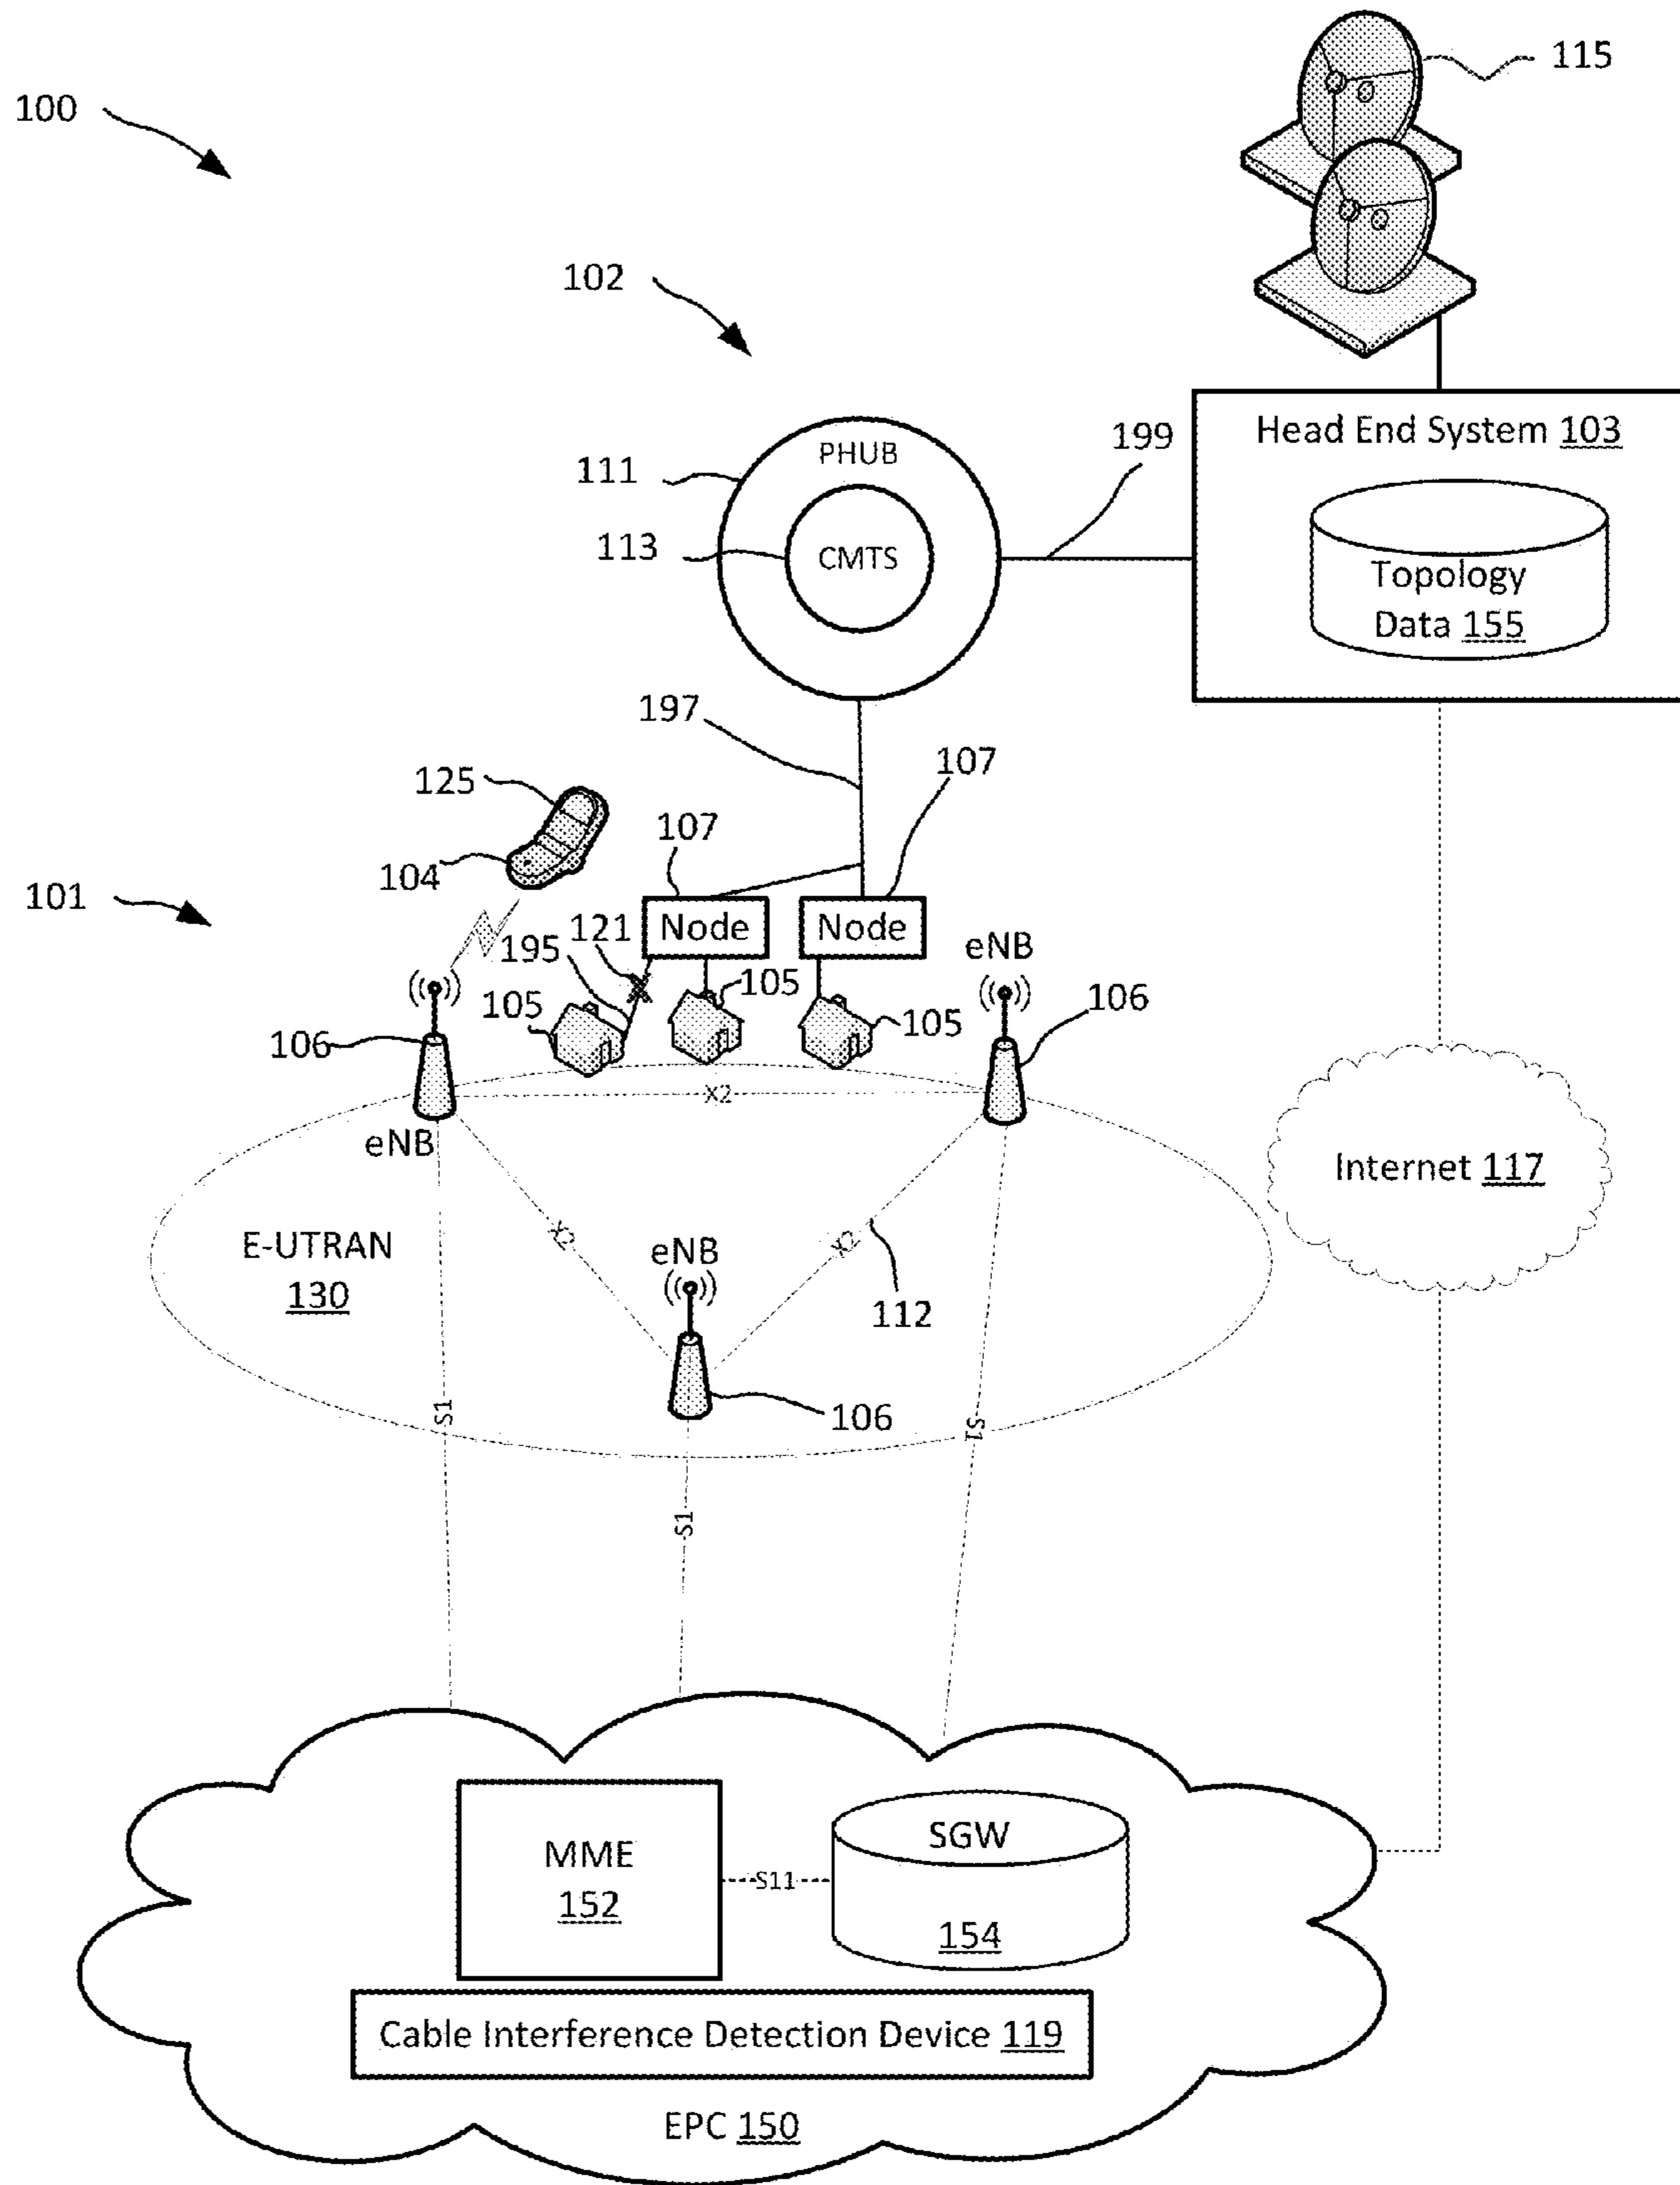 115
100
102
Head End System 103
199
PHUB
111
113
CMTS
Topology
Data 155
197
107
125
107
104
101
Node
Node
121
195
eNB
105
105
105
106
106
X2
eNB
Internet 117
E-UTRAN
130
X2
eNB
X2
112
106
S1
S1
S1
SGW
MME
152
S11
154
Cable Interference Detection Device 119
EPC 150